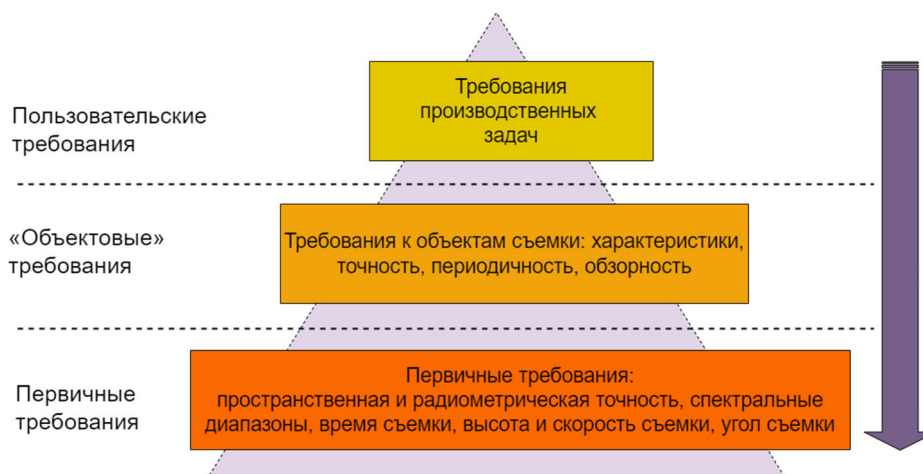 Пользовательские
требования
Требования
производственных
задач
«Объектовые»
требования
Требования к объектам съемки: характеристики,
точность, периодичность, обзорность
Первичные
требования
Первичные требования:
пространственная и радиометрическая точность, спектральные
диапазоны, время съемки, высота и скорость съемки, угол съемки